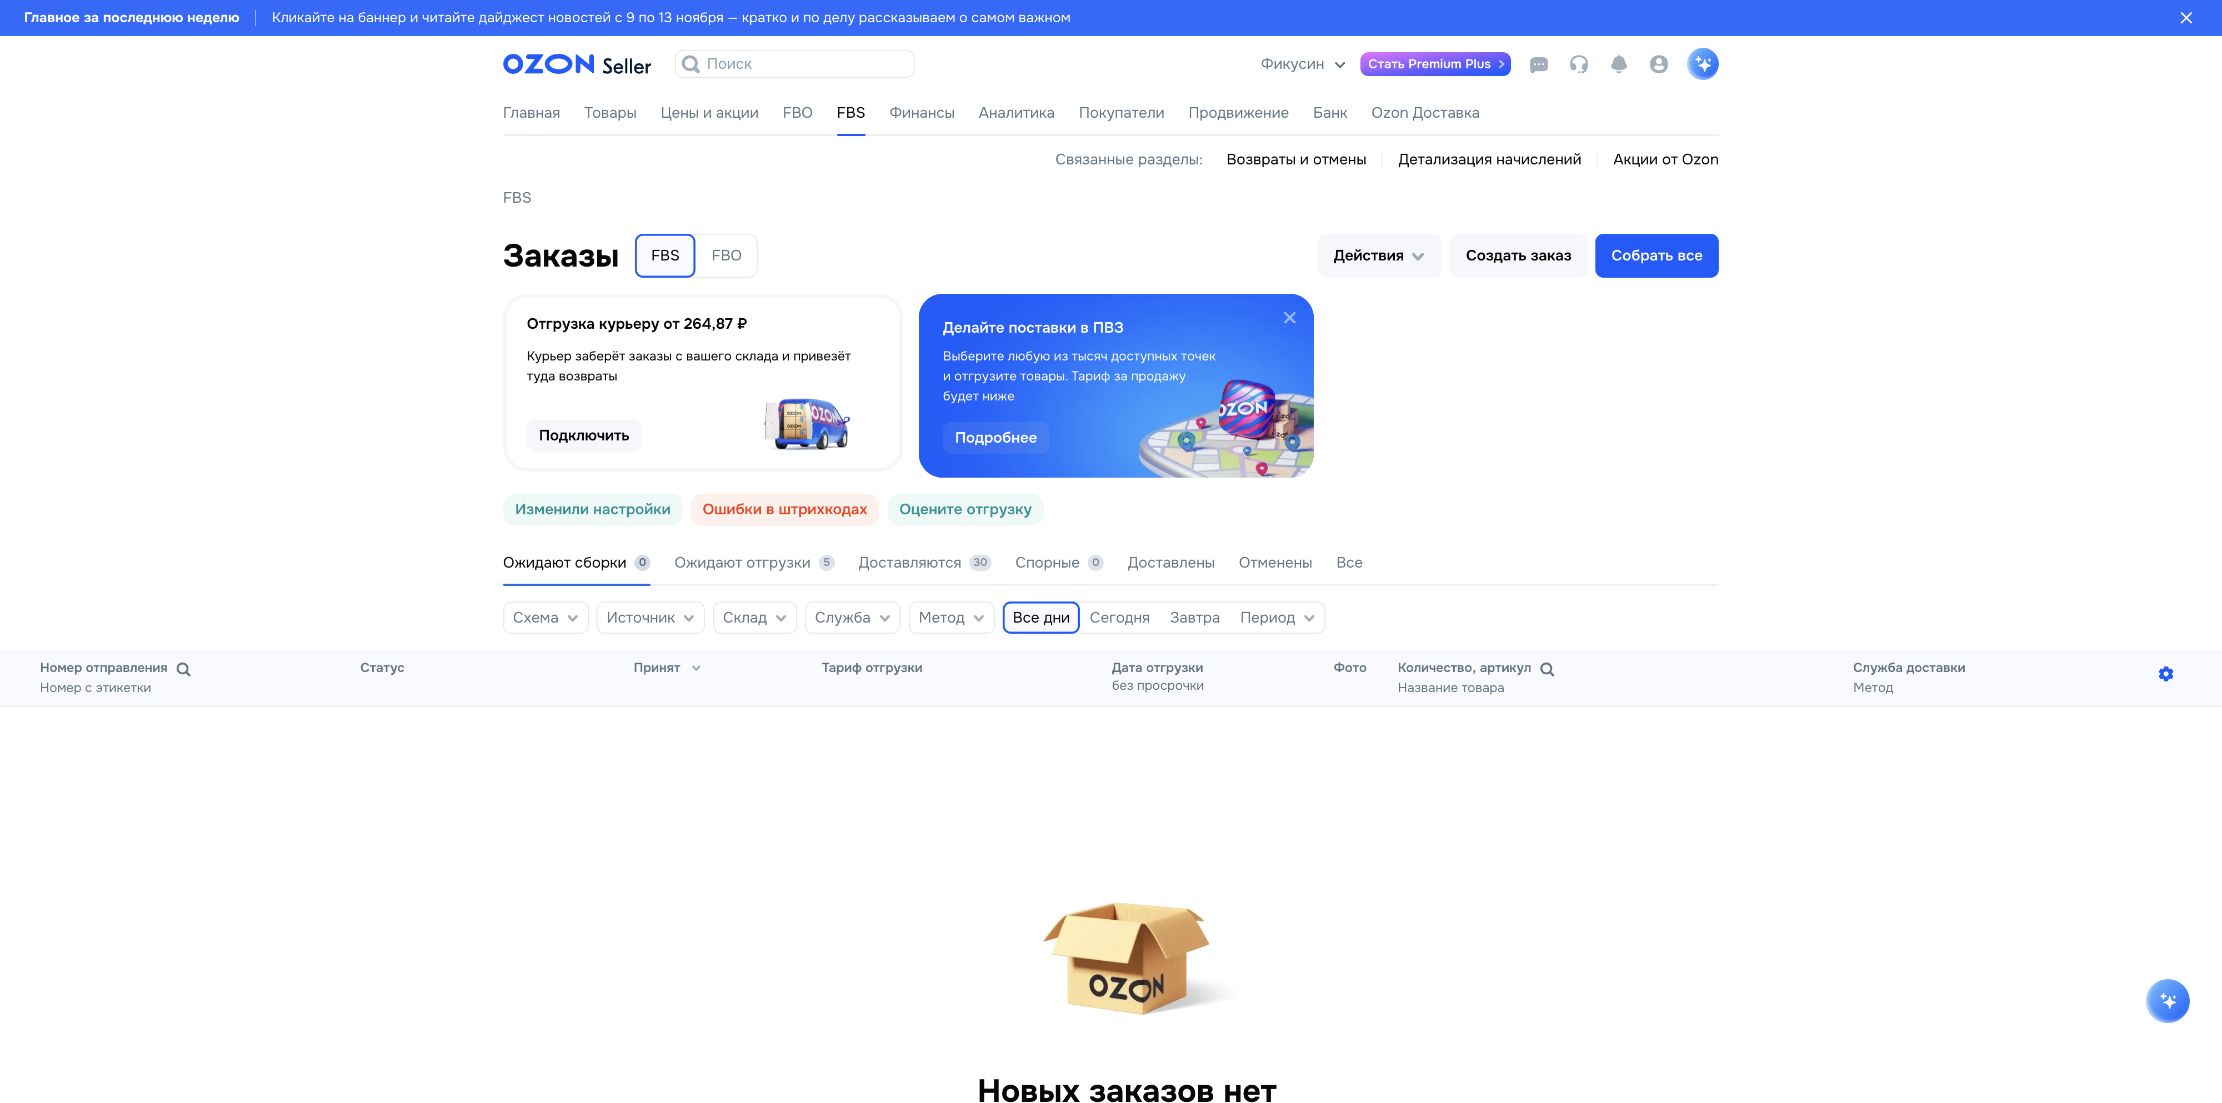 Главное за последнюю неделю
Кликайте на баннер и читайте дайджест новостей с 9 по 13 ноября — кратко и по делу рассказываем о самом важном
OZON Seller
Поиск
Фикусин
Стать Premium Plus
Главная
Товары
Цены и акции
FBO
FBS
Финансы
Аналитика
Покупатели
Продвижение
Банк
Ozon Доставка
Связанные разделы:
Возвраты и отмены
Детализация начислений
Акции от Ozon
FBS
Заказы
FBS
FBO
Действия
Создать заказ
Собрать все
Отгрузка курьеру от 264,87 ₽
Курьер заберёт заказы с вашего склада и привезёт
туда возвраты
Подключить
OZON
Делайте поставки в ПВЗ
Выберите любую из тысяч доступных точек
и отгрузите товары. Тариф за продажу
будет ниже
Подробнее
OZON
Изменили настройки
Ошибки в штрихкодах
Оцените отгрузку
Ожидают сборки 0
Ожидают отгрузки 5
Доставляются 30
Спорные 0
Доставлены
Отменены
Все
Схема
Источник
Склад
Служба
Метод
Все дни
Сегодня
Завтра
Период
Номер отправления
Номер с этикетки
Статус
Принят
Тариф отгрузки
Дата отгрузки
без просрочки
Фото
Количество, артикул
Название товара
Служба доставки
Метод
OZON
Новых заказов нет